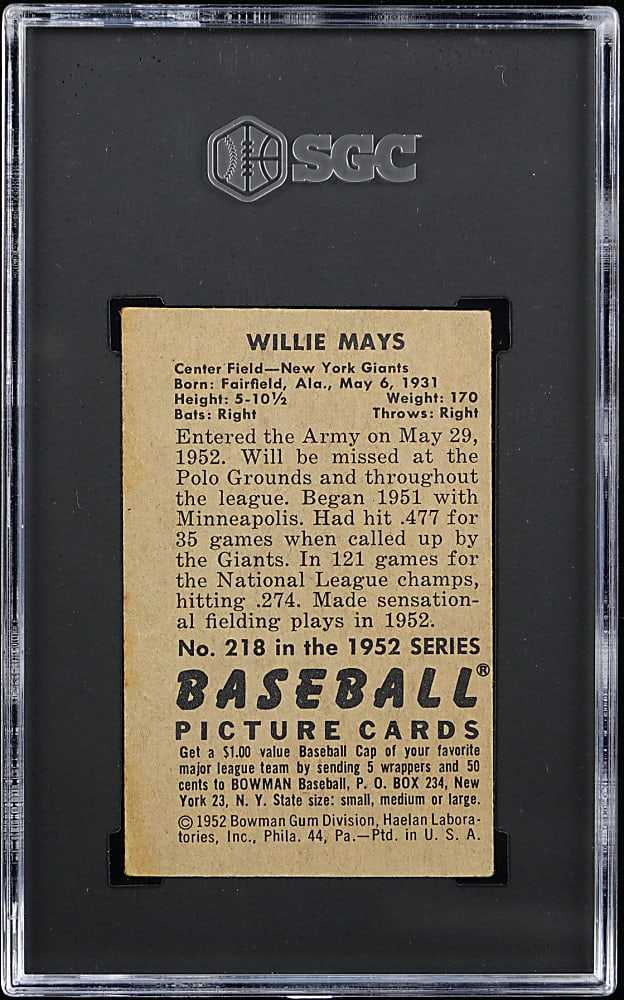 SGC
WILLIE MAYS
Center Field—New York Giants
Born: Fairfield, Ala., May 6, 1931
Height: 5-10½ Weight: 170
Bats: Right Throws: Right
Entered the Army on May 29,
1952. Will be missed at the
Polo Grounds and throughout
the league. Began 1951 with
Minneapolis. Had hit .477 for
35 games when called up by
the Giants. In 121 games for
the National League champs,
hitting .274. Made sensation-
al fielding plays in 1952.
No. 218 in the 1952 SERIES
BASEBALL®
PICTURE CARDS
Get a $1.00 value Baseball Cap of your favorite
major league team by sending 5 wrappers and 50
cents to BOWMAN Baseball, P. O. BOX 234, New
York 23, N. Y. State size: small, medium or large.
©1952 Bowman Gum Division, Haelan Labora-
tories, Inc., Phila. 44, Pa.—Ptd. in U. S. A.